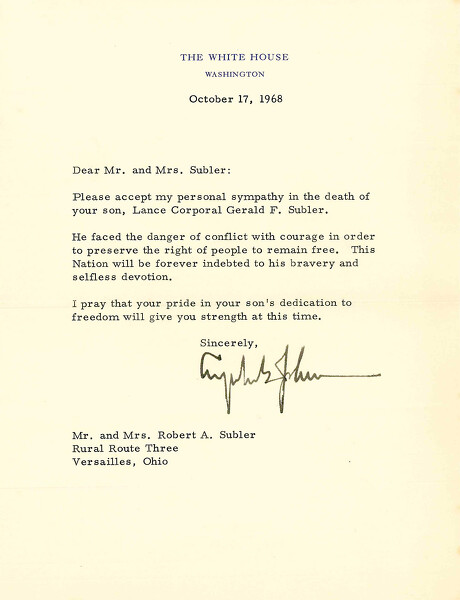 THE WHITE HOUSE
WASHINGTON
October 17, 1968
Dear Mr. and Mrs. Subler:
Please accept my personal sympathy in the death of
your son, Lance Corporal Gerald F. Subler.
He faced the danger of conflict with courage in order
to preserve the right of people to remain free. This
Nation will be forever indebted to his bravery and
selfless devotion.
I pray that your pride in your son's dedication to
freedom will give you strength at this time.
Sincerely,
Mr. and Mrs. Robert A. Subler
Rural Route Three
Versailles, Ohio